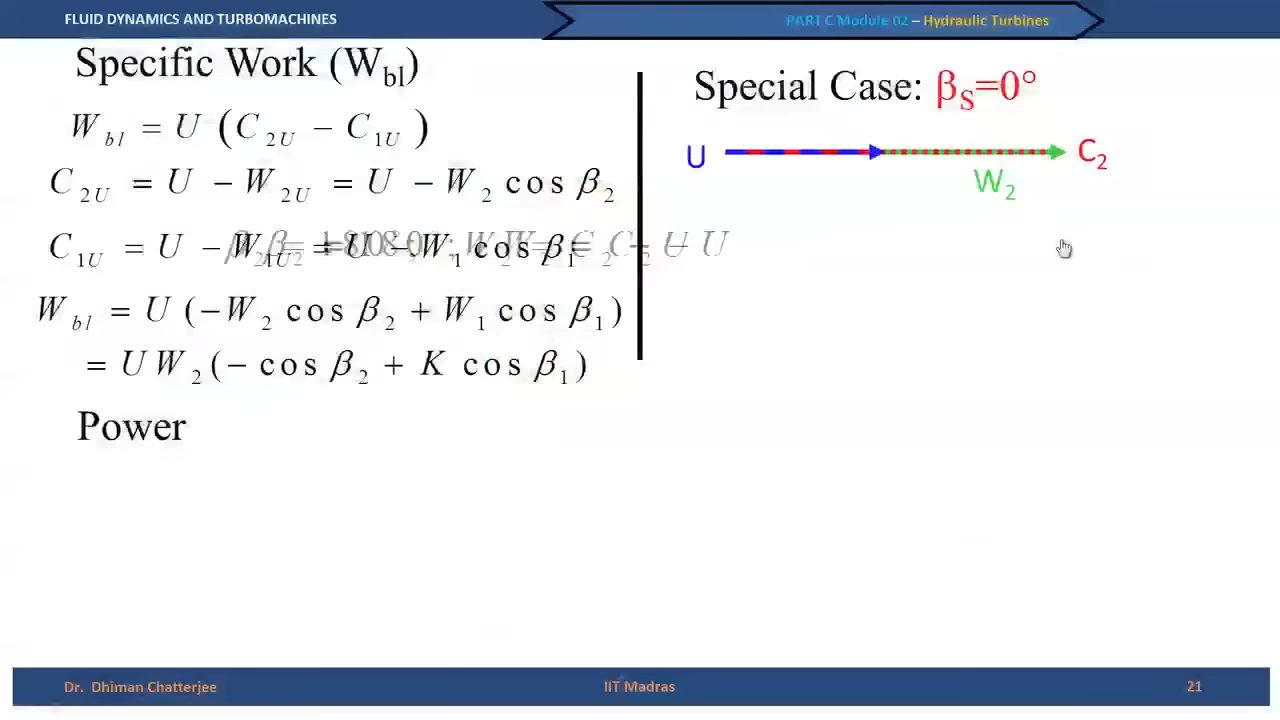 FLUID DYNAMICS AND TURBOMACHINES
PART C Module 02 – Hydraulic Turbines
Specific Work (W_bl)
W_bl = U (C_2U − C_1U)
C_2U = U − W_2U = U − W_2 cos β_2
C_1U = U − W_1U = U − W_1 cos β_1
W_bl = U (−W_2 cos β_2 + W_1 cos β_1)
= U W_2 (− cos β_2 + K cos β_1)
Power
Special Case: β_S=0°
U
C_2
W_2
Dr. Dhiman Chatterjee
IIT Madras
21